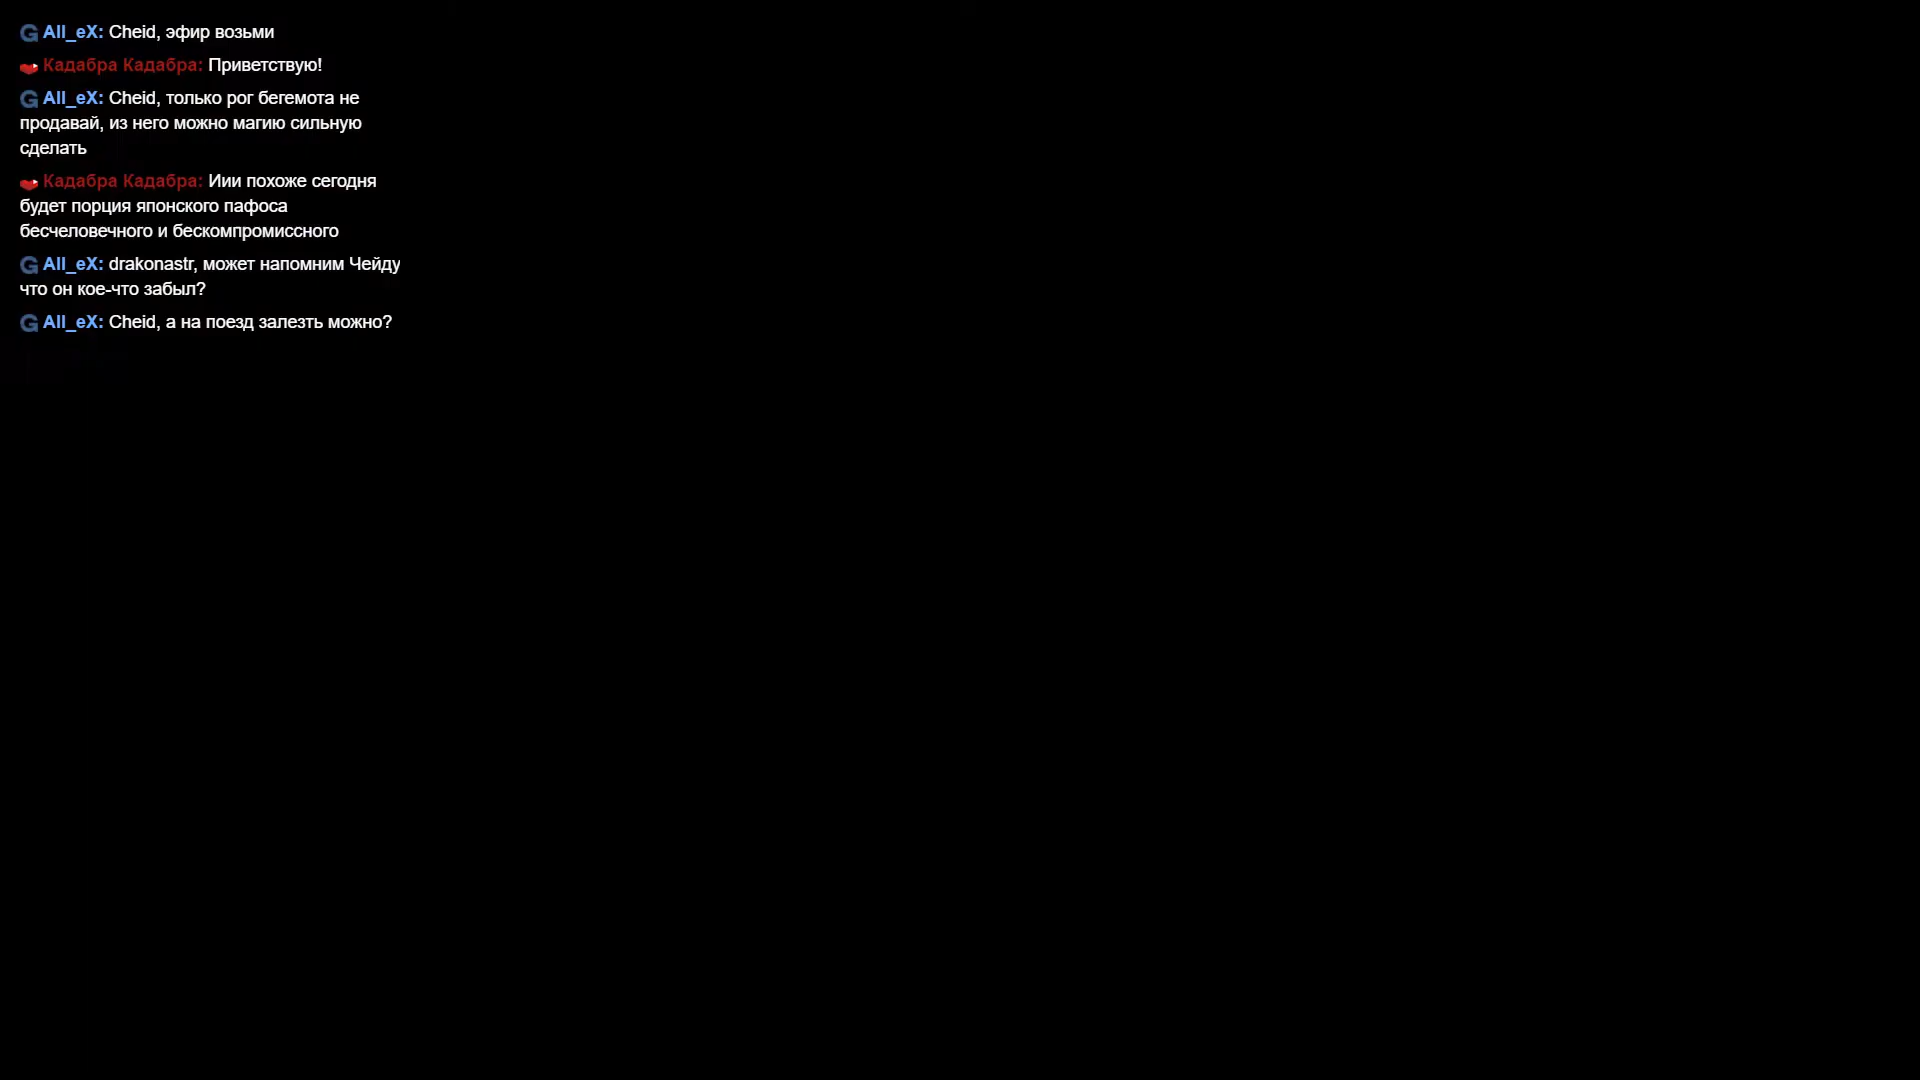 All_eX: Cheid, эфир возьми
Кадабра Кадабра: Приветствую!
All_eX: Cheid, только рог бегемота не
продавай, из него можно магию сильную
сделать
Кадабра Кадабра: Иии похоже сегодня
будет порция японского пафоса
бесчеловечного и бескомпромиссного
All_eX: drakonastr, может напомним Чейду
что он кое-что забыл?
All_eX: Cheid, а на поезд залезть можно?